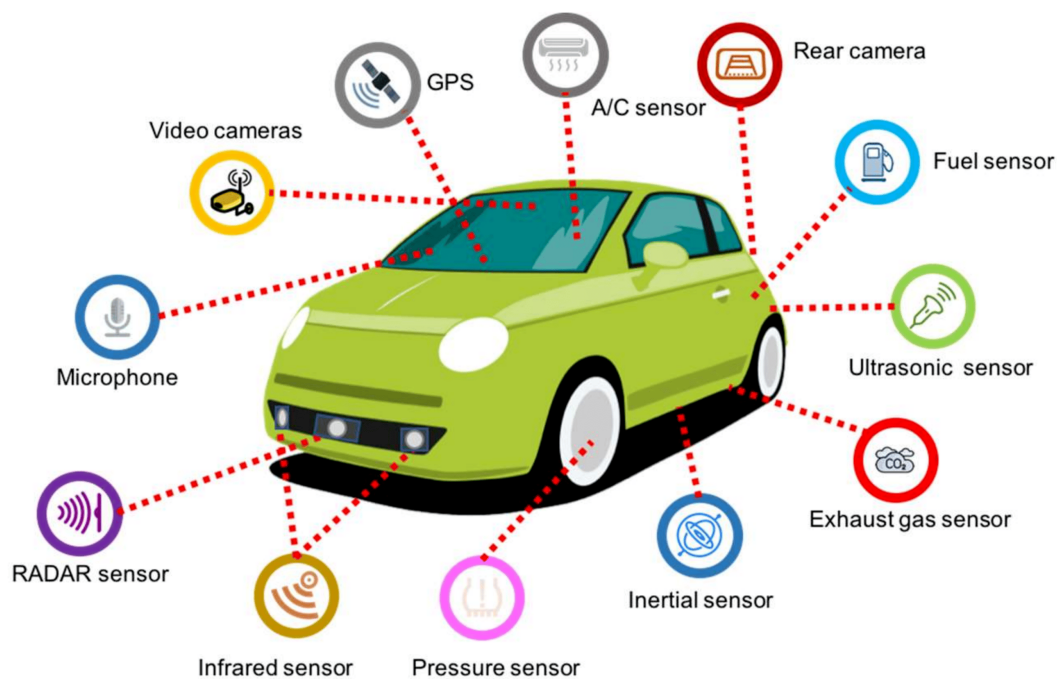 Rear camera
GPS
A/C sensor
Video cameras
Fuel sensor
Microphone
Ultrasonic sensor
CO₂
Exhaust gas sensor
RADAR sensor
Inertial sensor
Infrared sensor
Pressure sensor